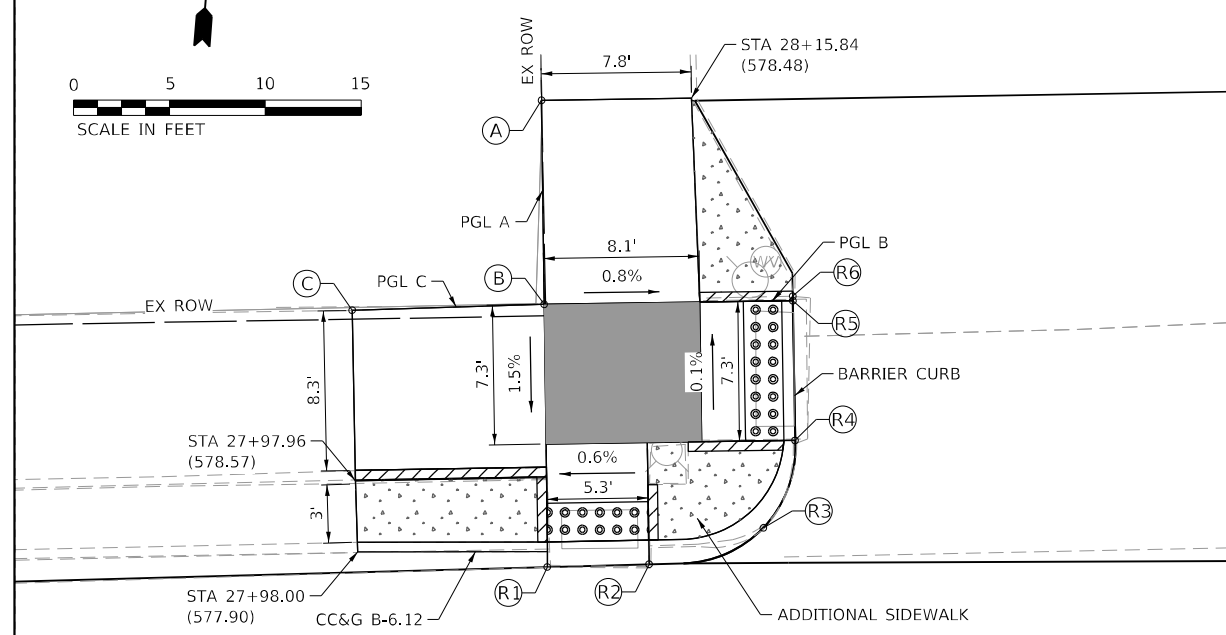 EX ROW
7.8'
STA 28+15.84
(578.48)
0 5 10 15
SCALE IN FEET
A
PGL A
8.1'
0.8%
PGL B
WV
R6
R5
C
PGL C
B
EX ROW
8.3'
7.3'
1.5%
0.1%
7.3'
BARRIER CURB
R4
STA 27+97.96
(578.57)
0.6%
5.3'
3'
R3
R1
R2
STA 27+98.00
(577.90)
CC&G B-6.12
ADDITIONAL SIDEWALK